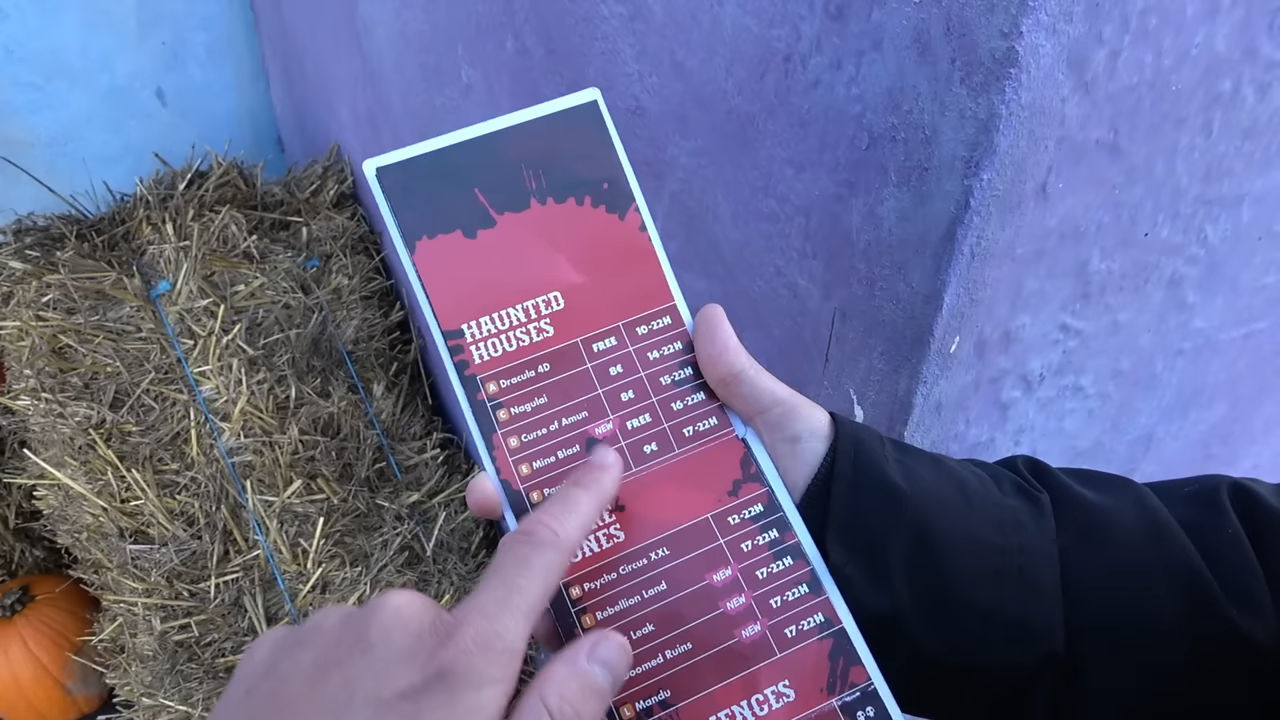 HAUNTED
HOUSES
A Dracula 4D FREE 10-22H
C Nagulai 8€ 14-22H
D Curse of Amun 8€ 15-22H
E Mine Blast NEW FREE 16-22H
F 9€ 17-22H
H Psycho Circus XXL 12-22H
I Rebellion Land NEW 17-22H
Leak NEW 17-22H
oomed Ruins NEW 17-22H
L Mandu 17-22H